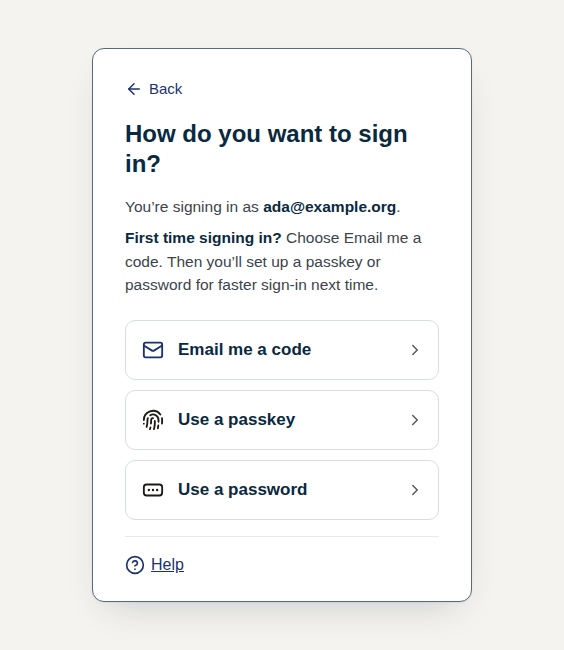 Back
How do you want to sign
in?
You’re signing in as ada@example.org.
First time signing in? Choose Email me a
code. Then you’ll set up a passkey or
password for faster sign-in next time.
Email me a code
Use a passkey
Use a password
Help